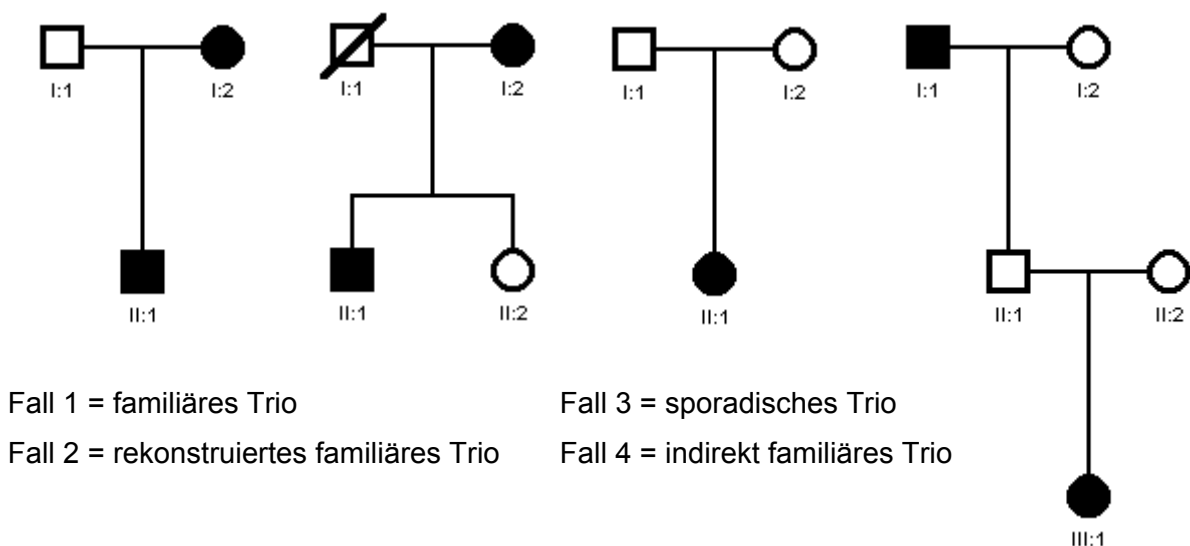 I:1 I:2 I:1 I:2 I:1 I:2 I:1 I:2
II:1 II:1 II:2 II:1 II:1 II:2
Fall 1 = familiäres Trio Fall 3 = sporadisches Trio
Fall 2 = rekonstruiertes familiäres Trio Fall 4 = indirekt familiäres Trio
III:1